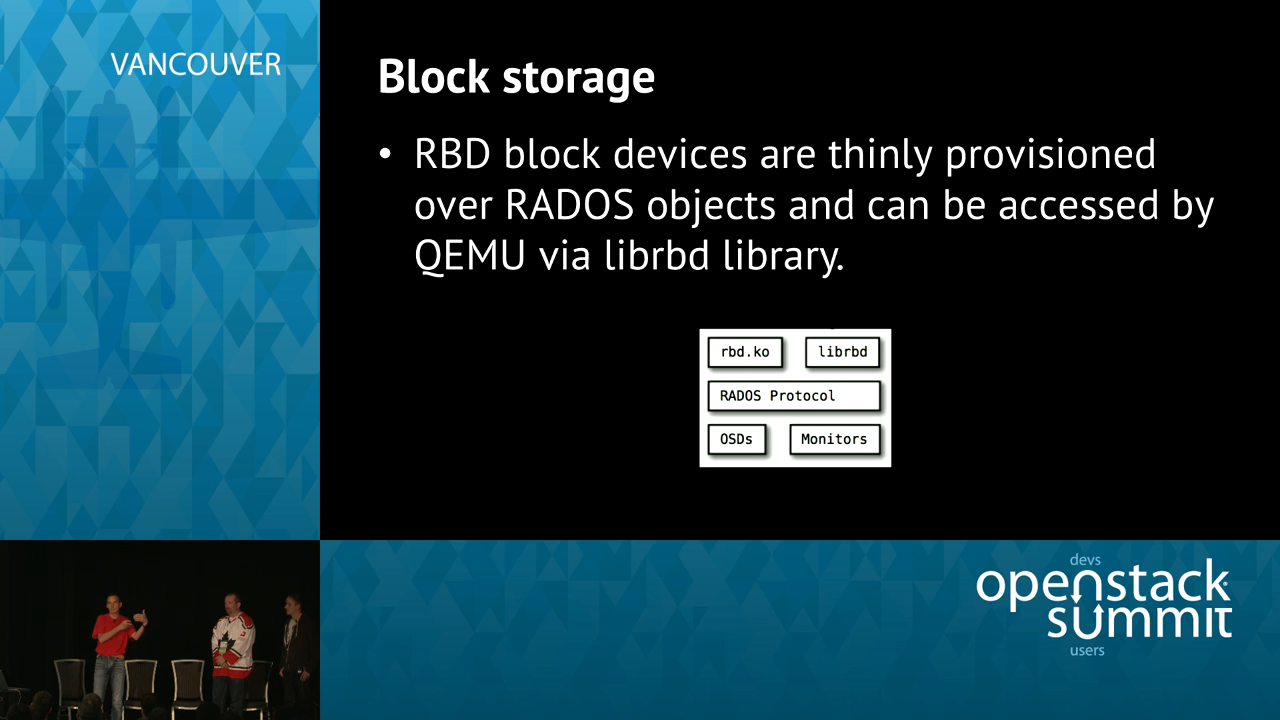 VANCOUVER
Block storage
• RBD block devices are thinly provisioned
over RADOS objects and can be accessed by
QEMU via librbd library.
rbd.ko librbd
RADOS Protocol
OSDs Monitors
devs
openstack
summit
users